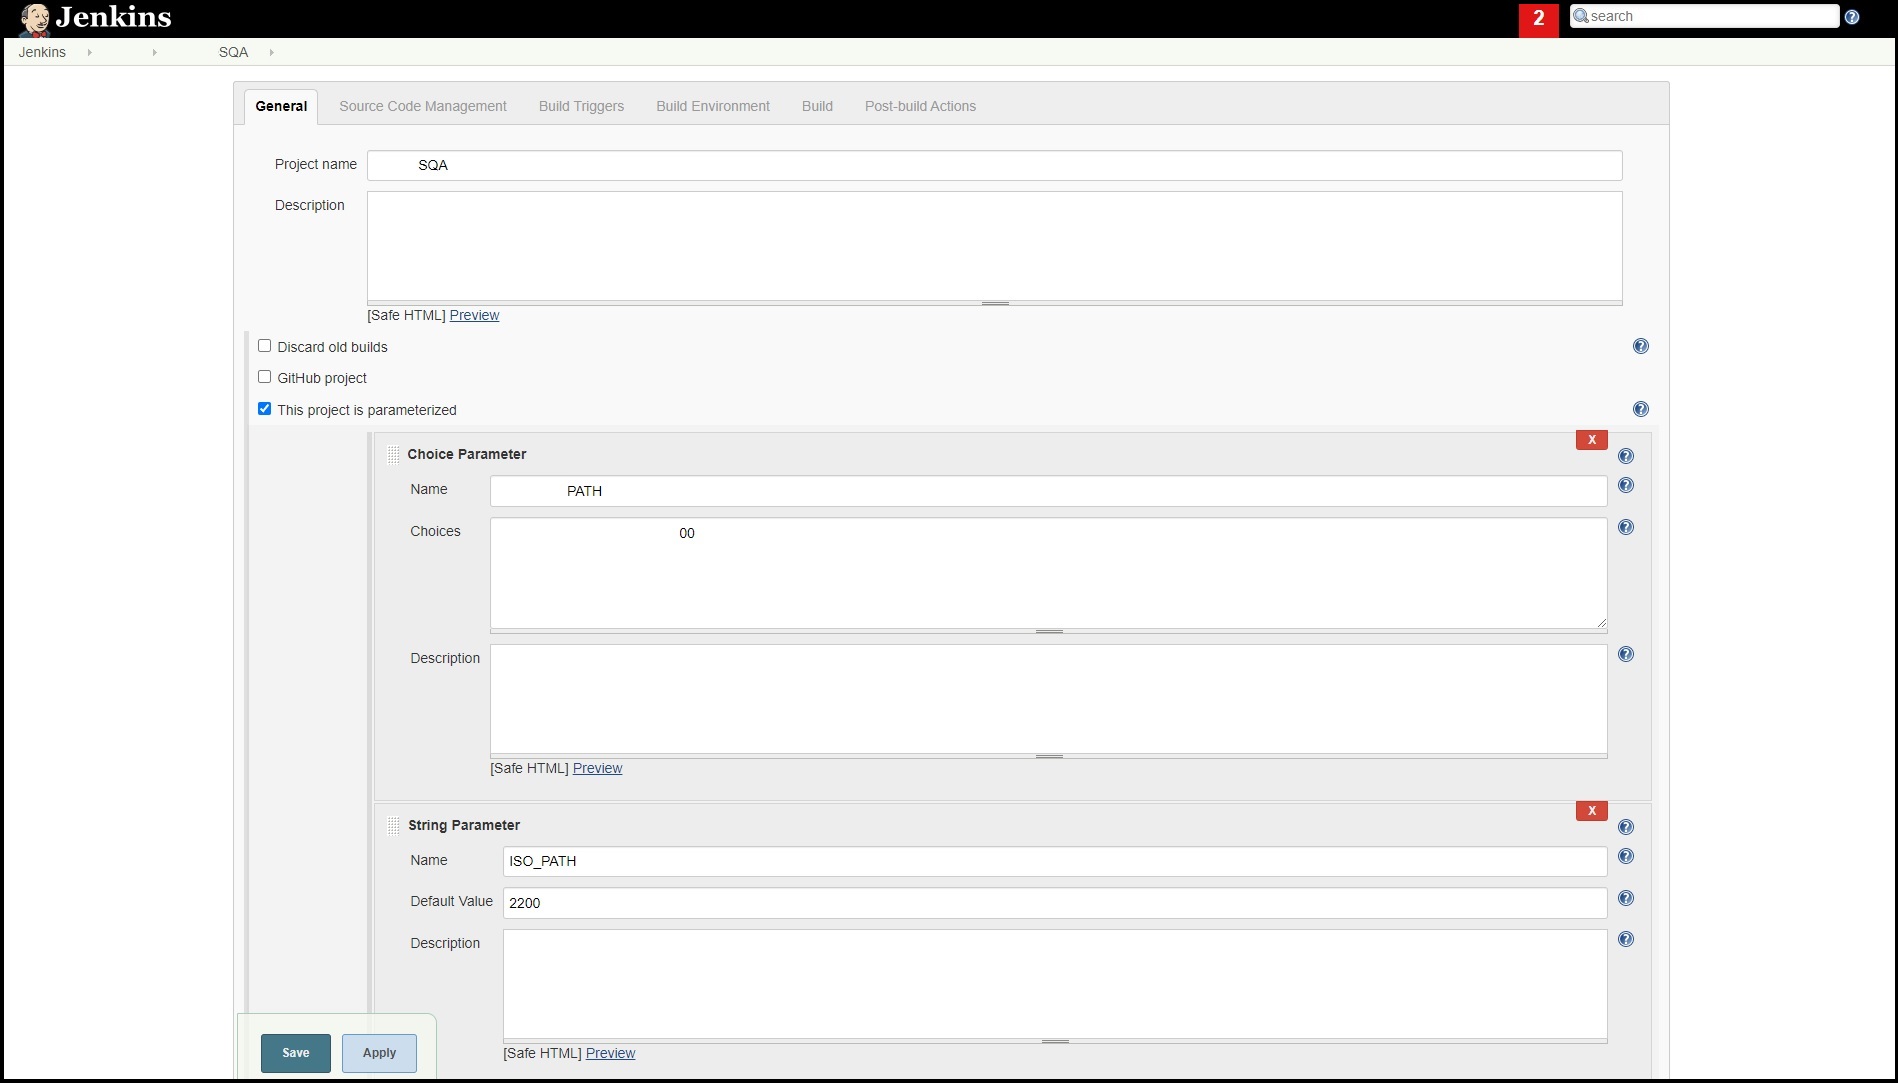 Jenkins
2
search
Jenkins SQA
General Source Code Management Build Triggers Build Environment Build Post-build Actions
Project name SQA
Description
[Safe HTML] Preview
Discard old builds
GitHub project
This project is parameterized
X
Choice Parameter
Name PATH
Choices 00
Description
[Safe HTML] Preview
X
String Parameter
Name ISO_PATH
Default Value 2200
Description
[Safe HTML] Preview
Save Apply